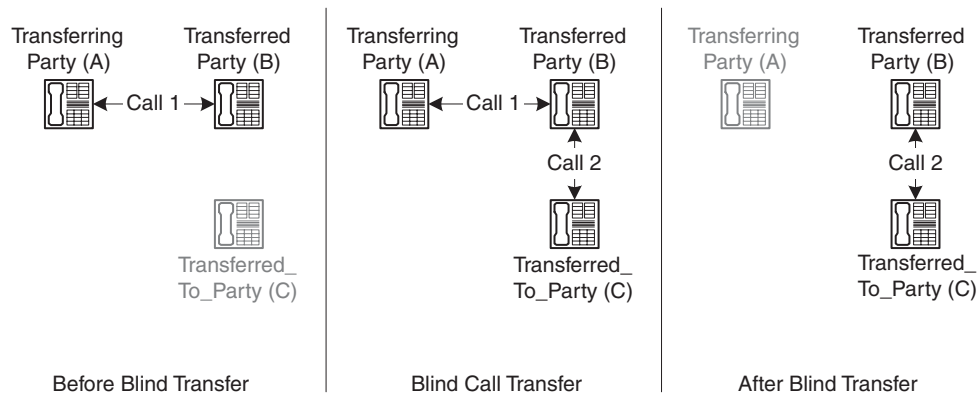 Transferring
Party (A)
Transferred
Party (B)
Call 1
Transferred_
To_Party (C)
Before Blind Transfer
Transferring
Party (A)
Transferred
Party (B)
Call 1
Call 2
Transferred_
To_Party (C)
Blind Call Transfer
Transferring
Party (A)
Transferred
Party (B)
Call 2
Transferred_
To_Party (C)
After Blind Transfer